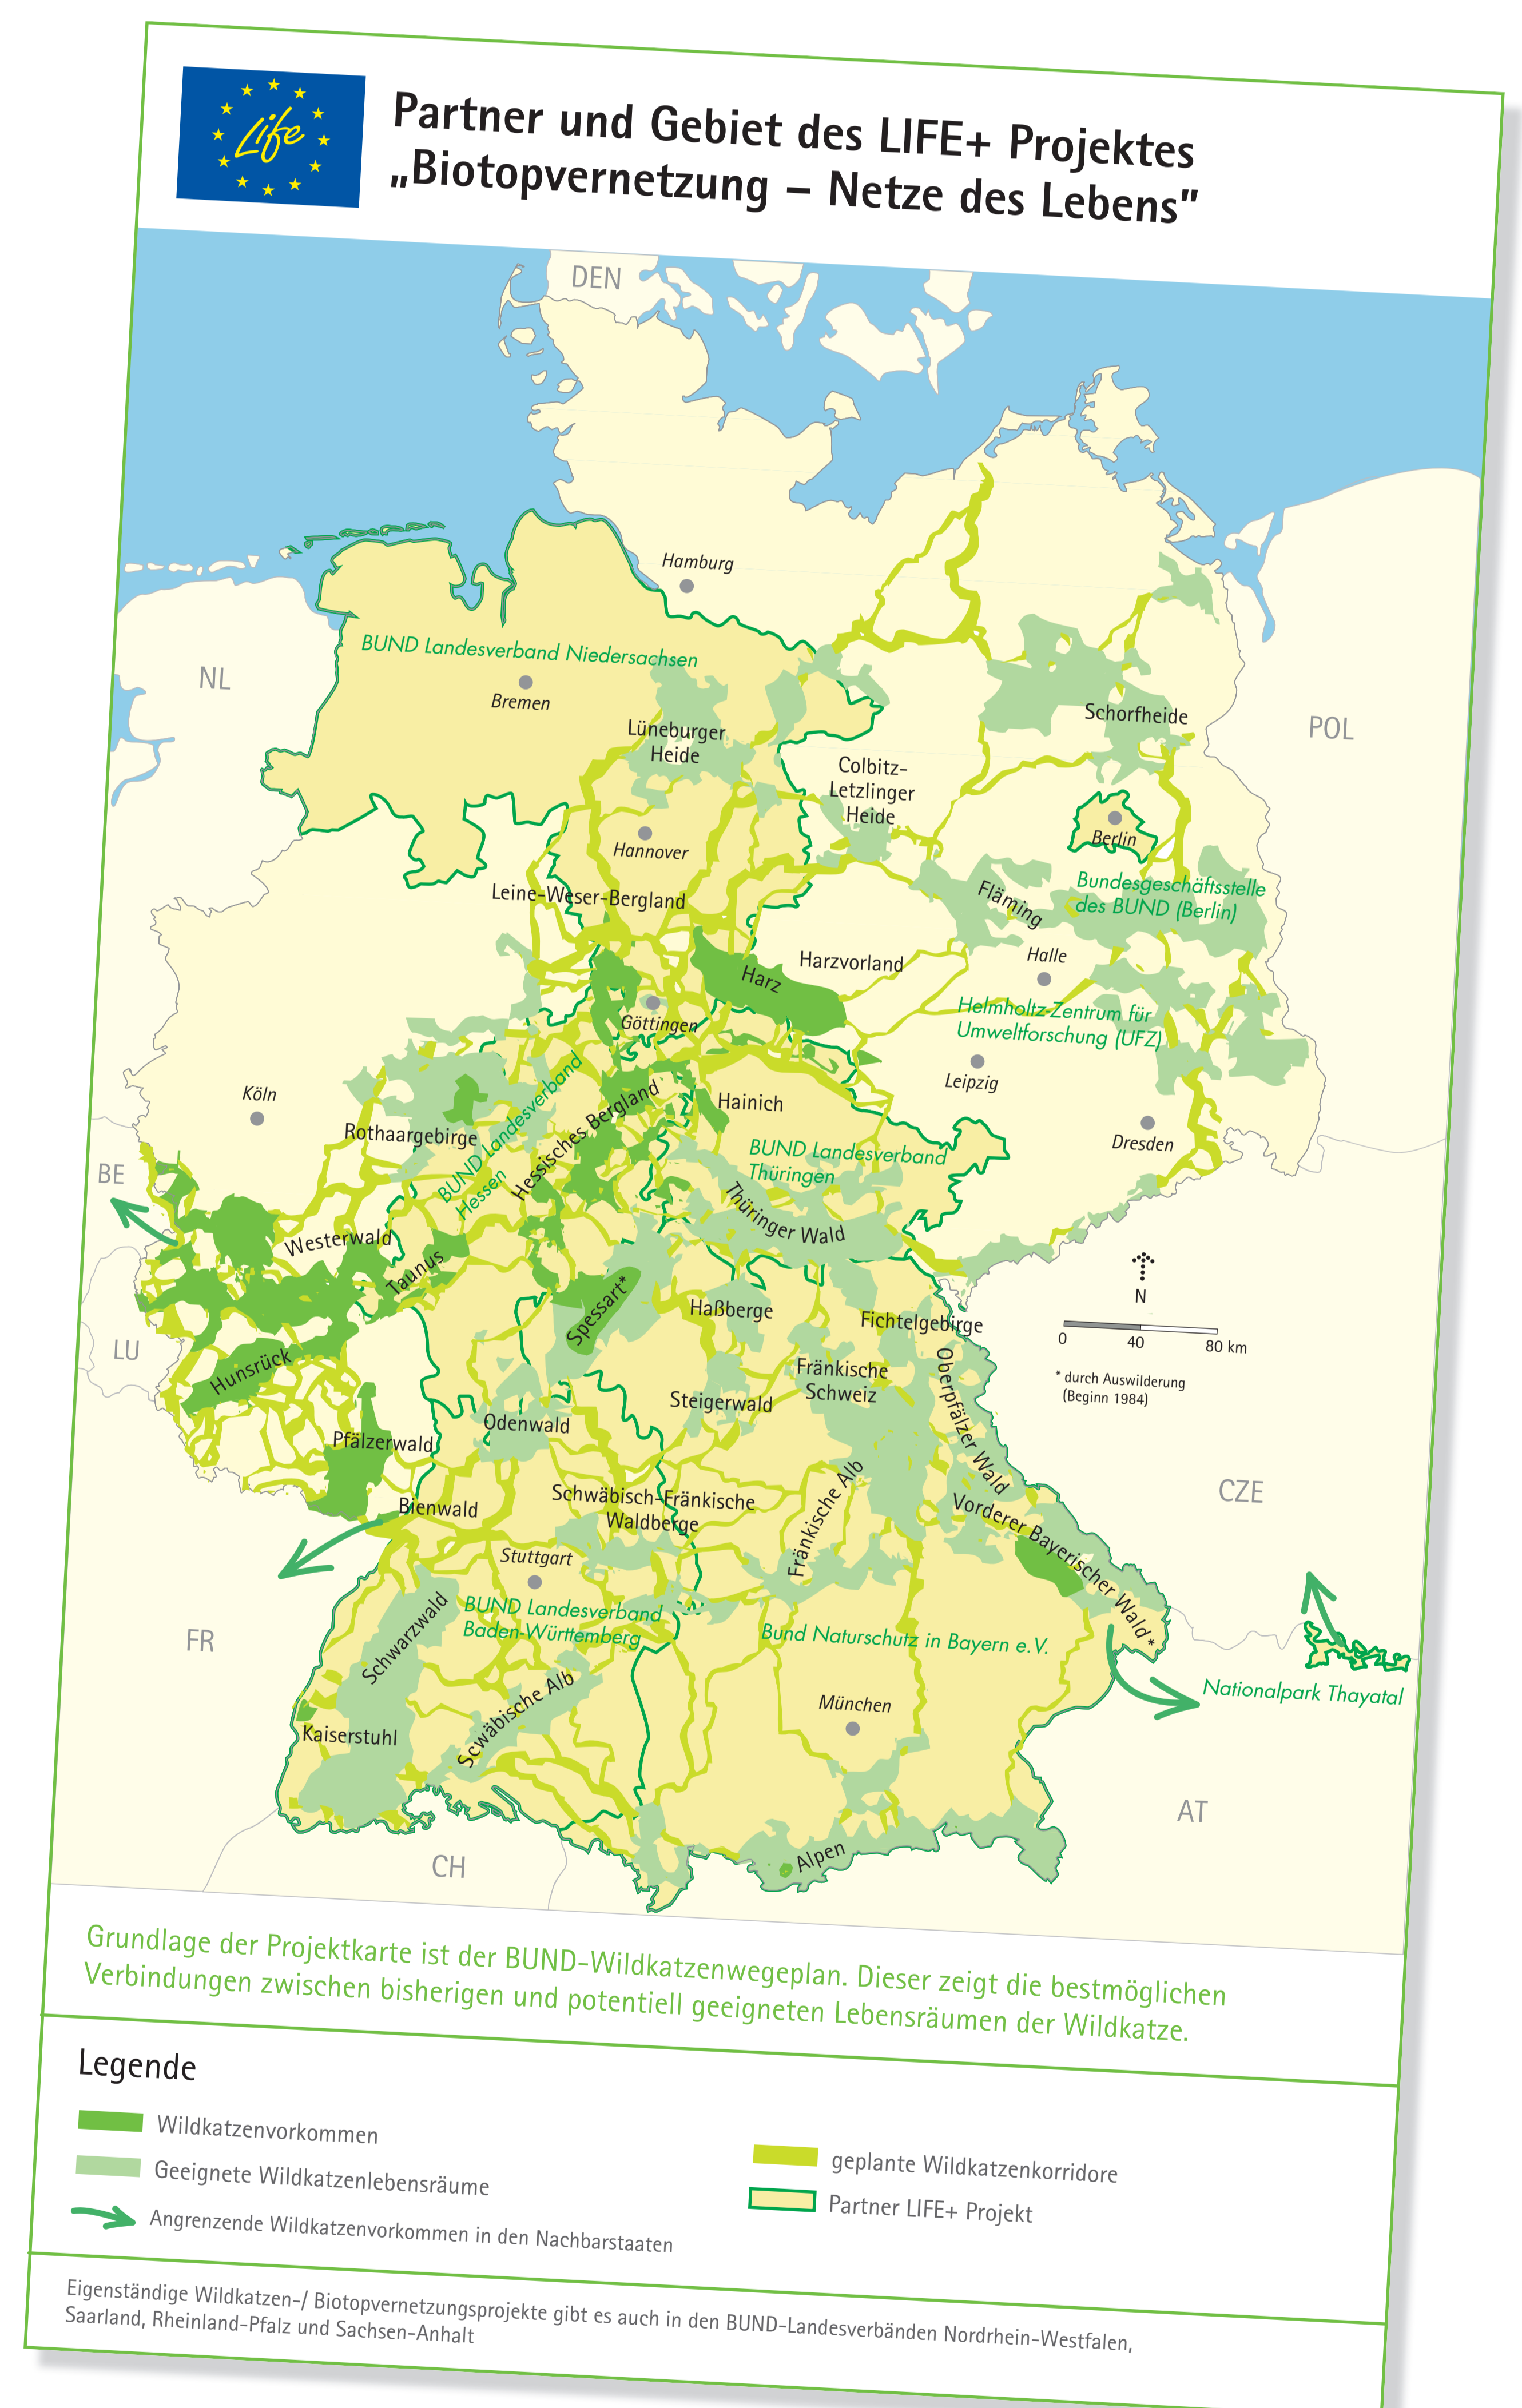 Life
Partner und Gebiet des LIFE+ Projektes
„Biotopvernetzung – Netze des Lebens”
DEN
Hamburg
BUND Landesverband Niedersachsen
NL
Bremen
Lüneburger
Heide
Schorfheide
POL
Colbitz-
Letzlinger
Heide
Berlin
Hannover
Leine-Weser-Bergland
Fläming
Bundesgeschäftsstelle
des BUND (Berlin)
Harz
Harzvorland
Halle
Göttingen
Helmholtz-Zentrum für
Umweltforschung (UFZ)
Leipzig
Köln
Hainich
Rothaargebirge
BUND Landesverband
Hessen
Hessisches Bergland
BUND Landesverband
Thüringen
Dresden
BE
Thüringer Wald
Westerwald
Taunus
N
0 40 80 km
* durch Auswilderung
(Beginn 1984)
Spessart*
Haßberge
Fichtelgebirge
LU
Hunsrück
Fränkische
Schweiz
Oberpfälzer Wald
Steigerwald
Odenwald
Pfälzerwald
CZE
Bienwald
Schwäbisch-Fränkische
Waldberge
Fränkische Alb
Vorderer Bayerischer Wald*
Stuttgart
FR
Schwarzwald
BUND Landesverband
Baden-Württemberg
Bund Naturschutz in Bayern e.V.
Nationalpark Thayatal
München
Kaiserstuhl
Scwäbische Alb
AT
CH
Alpen
Grundlage der Projektkarte ist der BUND-Wildkatzenwegeplan. Dieser zeigt die bestmöglichen
Verbindungen zwischen bisherigen und potentiell geeigneten Lebensräumen der Wildkatze.
Legende
Wildkatzenvorkommen
Geeignete Wildkatzenlebensräume
Angrenzende Wildkatzenvorkommen in den Nachbarstaaten
geplante Wildkatzenkorridore
Partner LIFE+ Projekt
Eigenständige Wildkatzen-/ Biotopvernetzungsprojekte gibt es auch in den BUND-Landesverbänden Nordrhein-Westfalen,
Saarland, Rheinland-Pfalz und Sachsen-Anhalt